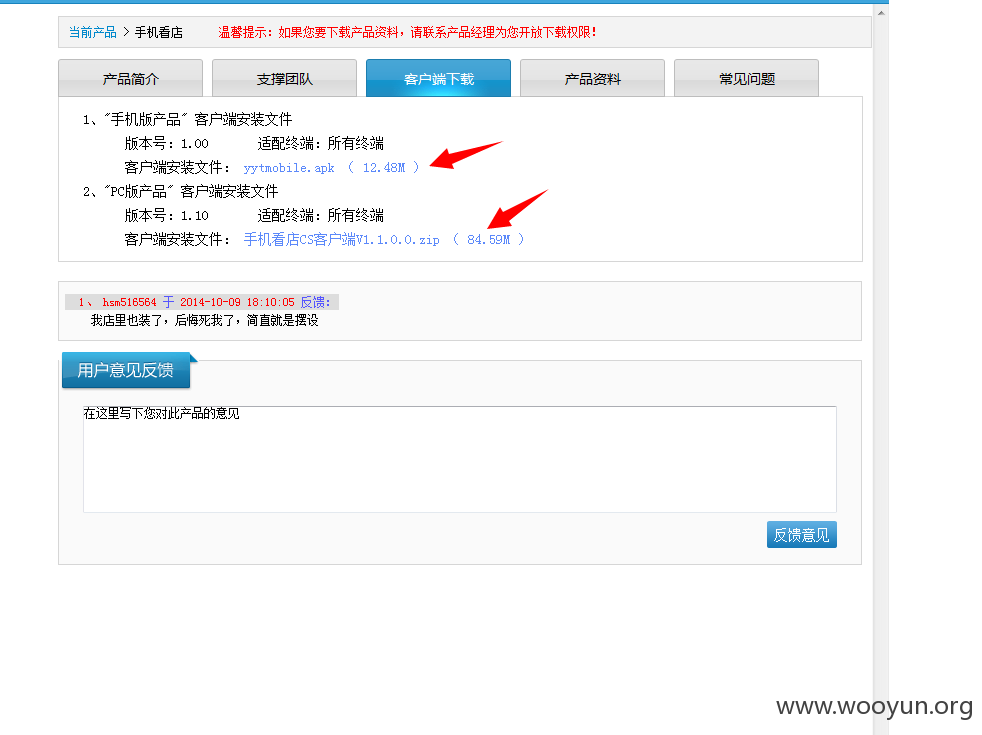 当前产品 > 手机看店 温馨提示：如果您要下载产品资料，请联系产品经理为您开放下载权限！
产品简介 支撑团队 客户端下载 产品资料 常见问题
1、"手机版产品" 客户端安装文件
版本号：1.00 适配终端：所有终端
客户端安装文件： yytmobile.apk （ 12.48M ）
2、"PC版产品" 客户端安装文件
版本号：1.10 适配终端：所有终端
客户端安装文件： 手机看店CS客户端V1.1.0.0.zip （ 84.59M ）
1、 hsm516564 于 2014-10-09 18:10:05 反馈：
我店里也装了，后悔死我了，简直就是摆设
用户意见反馈
在这里写下您对此产品的意见
反馈意见
www.wooyun.org